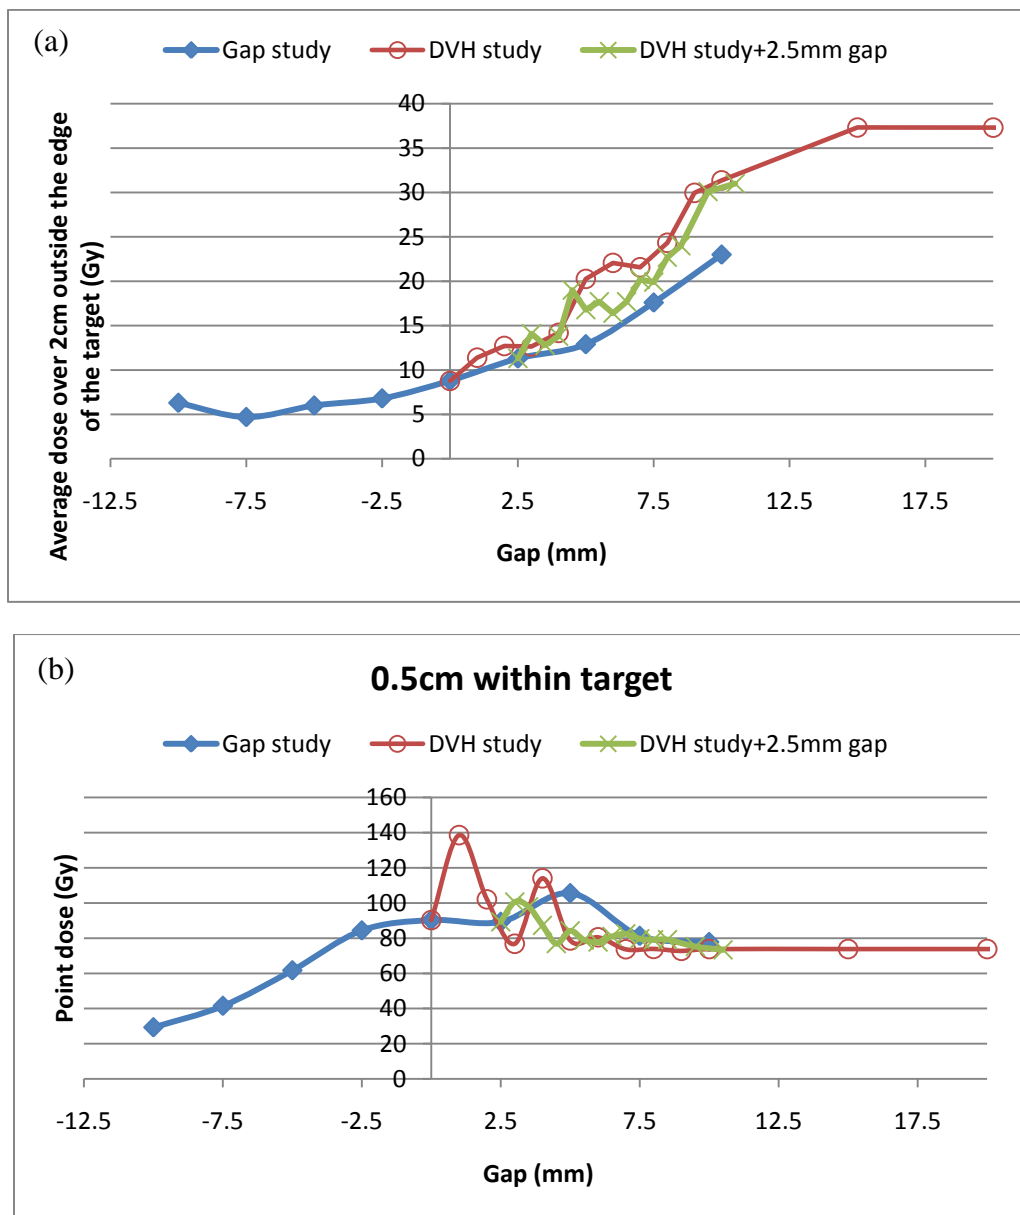 (a)
Gap study DVH study DVH study+2.5mm gap
Average dose over 2cm outside the edge
of the target (Gy)
40
35
30
25
20
15
10
5
0
-12.5 -7.5 -2.5 2.5 7.5 12.5 17.5
Gap (mm)
(b)
0.5cm within target
Gap study DVH study DVH study+2.5mm gap
Point dose (Gy)
160
140
120
100
80
60
40
20
0
-12.5 -7.5 -2.5 2.5 7.5 12.5 17.5
Gap (mm)